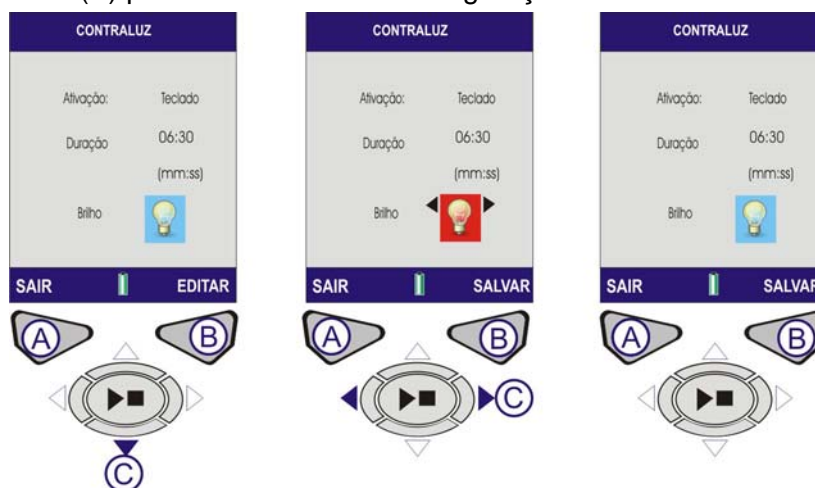 CONTRALUZ
Ativação: Teclado
Duração 06:30
(mm:ss)
Brilho
SAIR EDITAR
A B
C
CONTRALUZ
Ativação: Teclado
Duração 06:30
(mm:ss)
Brilho
SAIR SALVAR
A B
C
CONTRALUZ
Ativação: Teclado
Duração 06:30
(mm:ss)
Brilho
SAIR SALVAR
A B